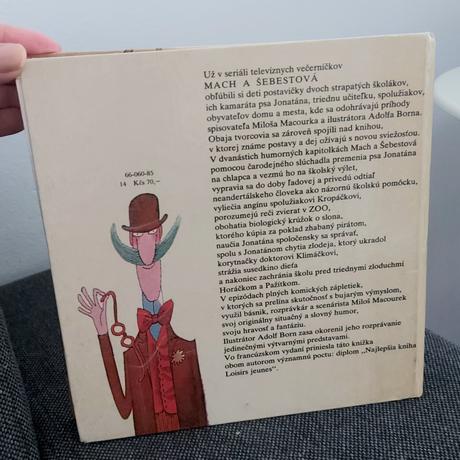 Už v seriáli televíznych večerníčkov
MACH A ŠEBESTOVÁ
obľúbili si deti postavičky dvoch strapatých školákov,
ich kamaráta psa Jonatána, triednu učiteľku, spolužiakov,
obyvateľov domu a mesta, kde sa odohrávajú príhody
spisovateľa Miloša Macourka a ilustrátora Adolfa Borna.
Obaja tvorcovia sa zároveň spojili nad knihou,
v ktorej známe postavy a dej ožívajú s novou sviežosťou.
V dvanástich humorných kapitolkách Mach a Šebestová
pomocou čarodejného slúchadla premenia psa Jonatána
na chlapca a vezmú ho na školský výlet,
vypravia sa do doby ľadovej a privedú odtiaľ
neandertálskeho človeka ako názornú školskú pomôcku,
vyliečia angínu spolužiakovi Kropáčkovi,
porozumejú reči zvierat v ZOO,
obohatia biologický krúžok o slona,
ktorého kúpia za poklad zbabaný pirátom,
naučia Jonatána spoločensky sa správať,
spolu s Jonatánom chytia zlodeja, ktorý ukradol
korytnačky doktorovi Klimáčkovi,
strážia susedkino dieťa
a nakoniec zachránia školu pred triednymi zloduchmi
Horáčkom a Pažítkom.
V epizódach plných komických zápletiek,
v ktorých sa prelína skutočnosť s bujarým výmyslom,
využil básnik, rozprávkar a scenárista Miloš Macourek
svoj originálny situačný a slovný humor,
svoju hravosť a fantáziu.
Ilustrátor Adolf Born zasa okorenil jeho rozprávanie
jedinečnými výtvarnými predstavami.
Vo francúzskom vydaní priniesla táto knižka
obom autorom významnú poctu: diplom „Najlepšia kniha
Loisirs jeunes“.
66-060-85
14 Kčs 70,–